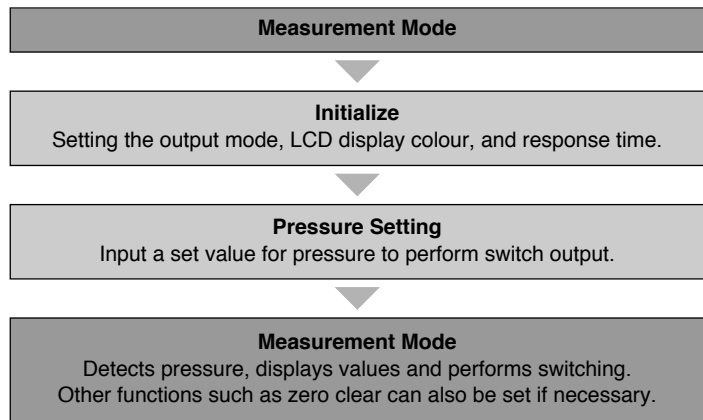 Measurement Mode
Initialize
Setting the output mode, LCD display colour, and response time.
Pressure Setting
Input a set value for pressure to perform switch output.
Measurement Mode
Detects pressure, displays values and performs switching.
Other functions such as zero clear can also be set if necessary.